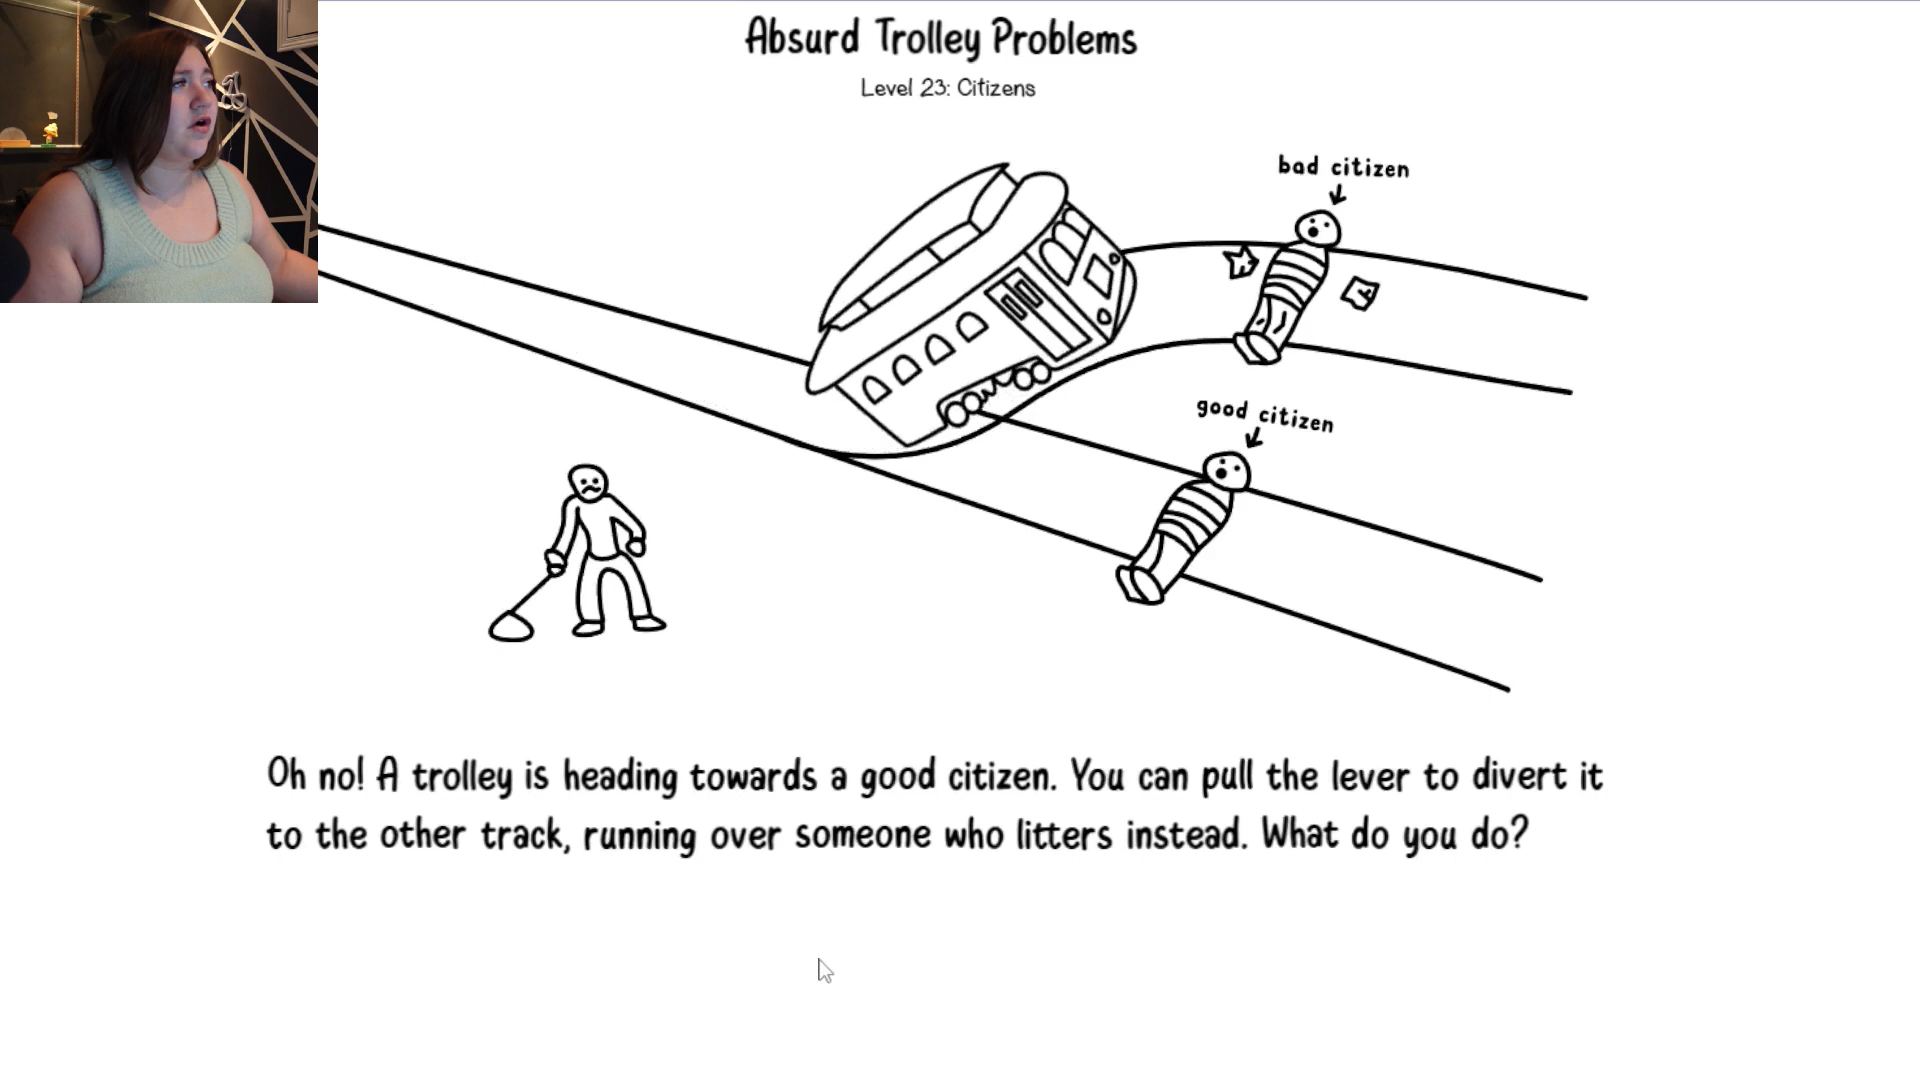 Absurd Trolley Problems
Level 23: Citizens
bad citizen
good citizen
Oh no! A trolley is heading towards a good citizen. You can pull the lever to divert it
to the other track, running over someone who litters instead. What do you do?